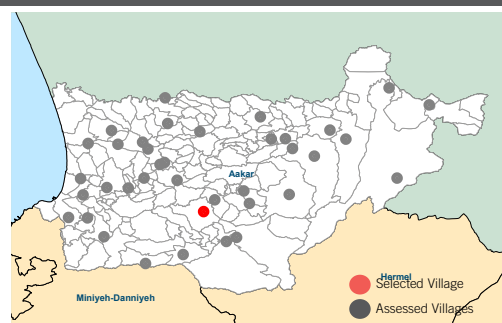 Aakar
Hermel
Selected Village
Miniyeh-Danniyeh
Assessed Villages